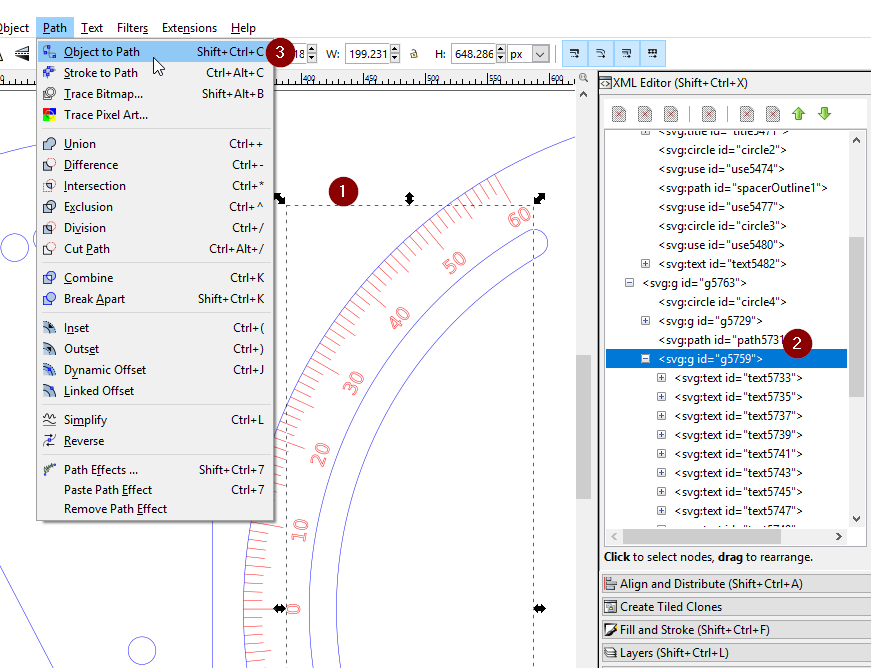 Object Path Text Filters Extensions Help
Object to Path Shift+Ctrl+C
3
18 W: 199.231 H: 648.286 px
Stroke to Path Ctrl+Alt+C
Trace Bitmap... Shift+Alt+B
Trace Pixel Art...
Union Ctrl++
Difference Ctrl+-
Intersection Ctrl+*
Exclusion Ctrl+^
Division Ctrl+/
Cut Path Ctrl+Alt+/
Combine Ctrl+K
Break Apart Shift+Ctrl+K
Inset Ctrl+(
Outset Ctrl+)
Dynamic Offset Ctrl+J
Linked Offset
Simplify Ctrl+L
Reverse
Path Effects ... Shift+Ctrl+7
Paste Path Effect Ctrl+7
Remove Path Effect
400 450 500 550 600
1
60
50
40
30
20
10
0
XML Editor (Shift+Ctrl+X)
<svg:title id="title5471">
<svg:circle id="circle2">
<svg:use id="use5474">
<svg:path id="spacerOutline1">
<svg:use id="use5477">
<svg:circle id="circle3">
<svg:use id="use5480">
<svg:text id="text5482">
<svg:g id="g5763">
<svg:circle id="circle4">
<svg:g id="g5729">
<svg:path id="path5731
2
<svg:g id="g5759">
<svg:text id="text5733">
<svg:text id="text5735">
<svg:text id="text5737">
<svg:text id="text5739">
<svg:text id="text5741">
<svg:text id="text5743">
<svg:text id="text5745">
<svg:text id="text5747">
Click to select nodes, drag to rearrange.
Align and Distribute (Shift+Ctrl+A)
Create Tiled Clones
Fill and Stroke (Shift+Ctrl+F)
Layers (Shift+Ctrl+L)